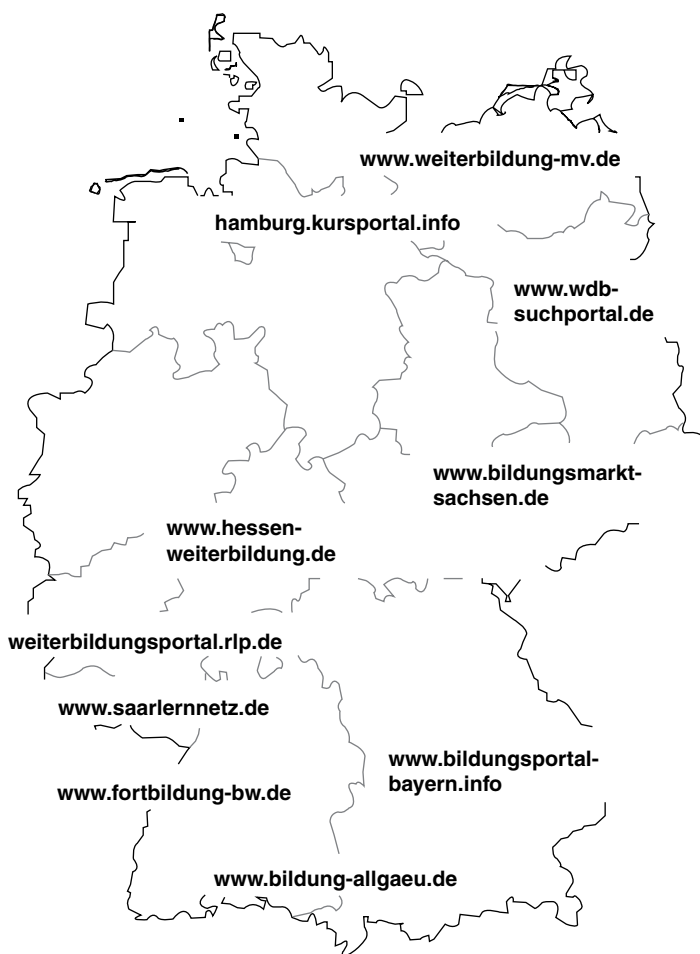 www.weiterbildung-mv.de
hamburg.kursportal.info
www.wdb-
suchportal.de
www.bildungsmarkt-
sachsen.de
www.hessen-
weiterbildung.de
weiterbildungsportal.rlp.de
www.saarlernnetz.de
www.bildungsportal-
bayern.info
www.fortbildung-bw.de
www.bildung-allgaeu.de